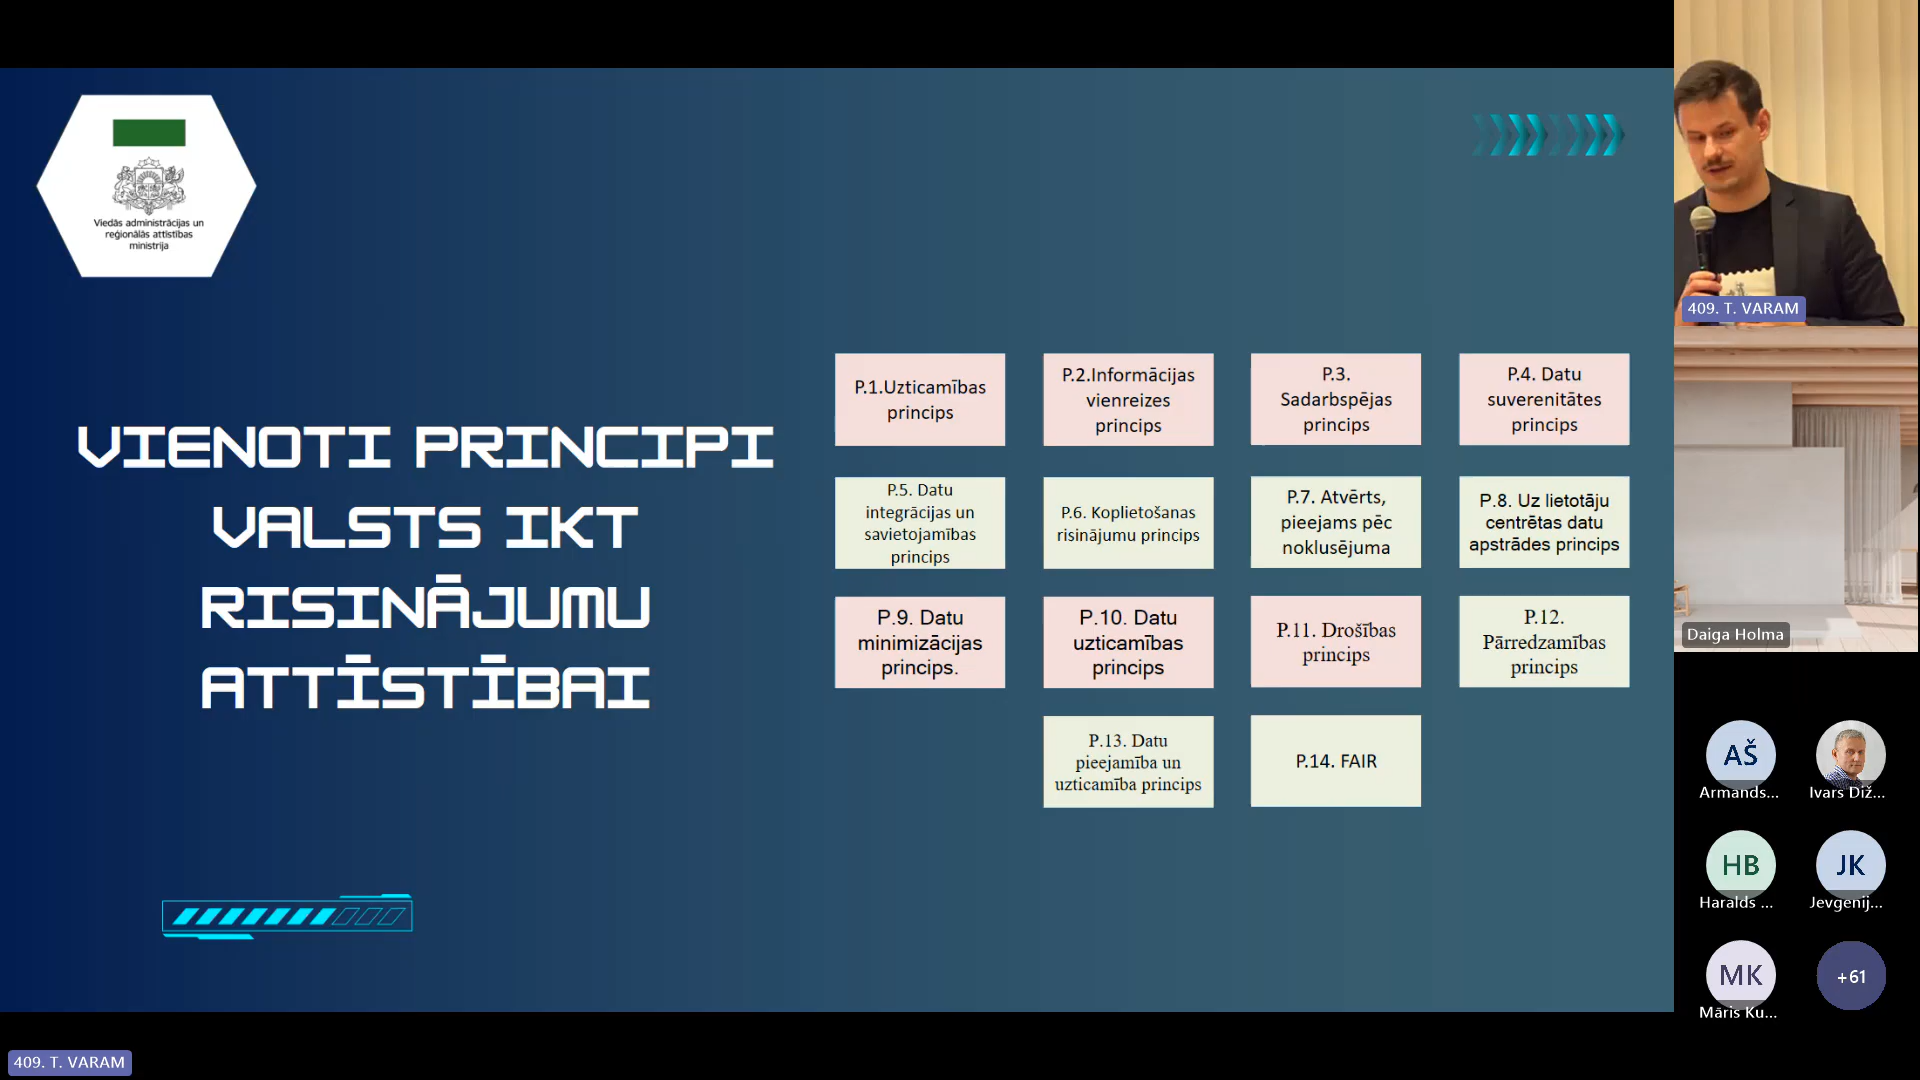 Viedās administrācijas un
reģionālās attīstības
ministrija
VIENOTI PRINCIPI
VALSTS IKT
RISINĀJUMU
ATTĪSTĪBAI
P.1.Uzticamības
princips
P.2.Informācijas
vienreizes
princips
P.3.
Sadarbspējas
princips
P.4. Datu
suverenitātes
princips
P.5. Datu
integrācijas un
savietojamības
princips
P.6. Koplietošanas
risinājumu princips
P.7. Atvērts,
pieejams pēc
noklusējuma
P.8. Uz lietotāju
centrētas datu
apstrādes princips
P.9. Datu
minimizācijas
princips.
P.10. Datu
uzticamības
princips
P.11. Drošības
princips
P.12.
Pārredzamības
princips
P.13. Datu
pieejamība un
uzticamība princips
P.14. FAIR
409. T. VARAM
Daiga Holma
AŠ
Armands...
Ivars Diž...
HB
Haralds ...
JK
Jevgenij...
MK
Māris Ku...
+61
409. T. VARAM